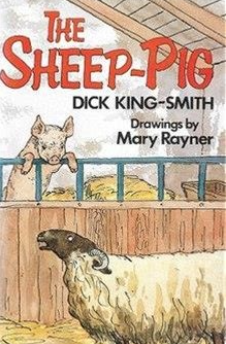 THE
SHEEP-PIG
DICK KING-SMITH
Drawings by
Mary Rayner